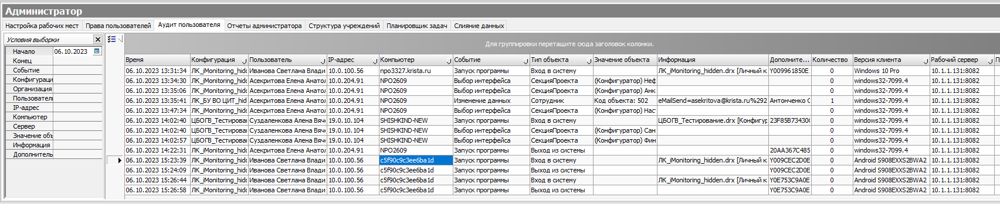 Администратор
Настройка рабочих мест Права пользователей Аудит пользователя Отчеты администратора Структура учреждений Планировщик задач Слияние данных
Условия выборки
Начало 06.10.2023
Конец
Событие
Конфигураци
Организация
Пользовател
IP-адрес
Компьютер
Сервер
Значение объ
Информация
Дополнитель
Для группировки перетащите сюда заголовок колонки.
Время Конфигурация Пользователь IP-адрес Компьютер Событие Тип объекта Значение объекта Информация Дополните... Количество Версия клиента Рабочий сервер
06.10.2023 13:31:34 ЛК_iMonitoring_hidd Иванова Светлана Влади 10.0.100.56 npo3327.krista.ru Запуск программы Вход в систему ЛК_iMonitoring_hidden.drx [Личный к Y009961850E 0 Windows 10 Pro 10.1.1.131:8082
06.10.2023 13:34:30 ЛК_iMonitoring_hidd Асекритова Елена Анатол 10.0.204.91 NPO2609 Выбор интерфейса СекцияПроекта (Конфигуратор) Неф 0 windows32-7099.4 10.1.1.131:8082
06.10.2023 13:35:06 ЛК_iMonitoring_hidd Асекритова Елена Анатол 10.0.204.91 NPO2609 Выбор интерфейса СекцияПроекта (Конфигуратор) Анк 0 windows32-7099.4 10.1.1.131:8082
06.10.2023 13:35:41 ЛК_БУ ВО ЦИТ_hid Асекритова Елена Анатол 10.0.204.91 NPO2609 Изменение данных Сотрудник Код объекта: 502 eMailSend=asekritova@krista.ru%292 Антонченко С 1 windows32-7099.4 10.1.1.131:8082
06.10.2023 13:47:34 ЛК_iMonitoring_hidd Асекритова Елена Анатол 10.0.204.91 NPO2609 Выбор интерфейса СекцияПроекта (Конфигуратор) Наст 0 windows32-7099.4 10.1.1.131:8082
06.10.2023 14:02:40 ЦБОГВ_Тестирован Суздаленкова Алена Вяч 19.0.10.104 SHISHKIND-NEW Запуск программы Вход в систему ЦБОГВ_Тестирование.drx [Конфигур 23F85B73430 0 windows32-7099.4 10.1.1.131:8082
06.10.2023 14:02:40 ЦБОГВ_Тестирован Суздаленкова Алена Вяч 19.0.10.104 SHISHKIND-NEW Выбор интерфейса СекцияПроекта (Конфигуратор) Сан 0 windows32-7099.4 10.1.1.131:8082
06.10.2023 14:02:57 ЦБОГВ_Тестирован Суздаленкова Алена Вяч 19.0.10.104 SHISHKIND-NEW Выбор интерфейса СекцияПроекта (Конфигуратор) Фин 0 windows32-7099.4 10.1.1.131:8082
06.10.2023 14:22:31 ЛК_iMonitoring_hidd Асекритова Елена Анатол 10.0.204.91 NPO2609 Запуск программы Выход из системы 20AA367C485 0 windows32-7099.4 10.1.1.131:8082
06.10.2023 15:23:39 ЛК_iMonitoring_hidd Иванова Светлана Влади 10.0.100.56 c5f90c9c3ee6ba1d Запуск программы Вход в систему ЛК_iMonitoring_hidden.drx [Личный к Y009CEC2D0E 0 Android S908EXXS2BWA2 10.1.1.131:8082
06.10.2023 15:24:09 ЛК_iMonitoring_hidd Иванова Светлана Влади 10.0.100.56 c5f90c9c3ee6ba1d Запуск программы Выход из системы Y009CEC2D0E 0 Android S908EXXS2BWA2 10.1.1.131:8082
06.10.2023 15:26:44 ЛК_iMonitoring_hidd Иванова Светлана Влади 10.0.100.56 c5f90c9c3ee6ba1d Запуск программы Вход в систему ЛК_iMonitoring_hidden.drx [Личный к Y0E753C9A0E 0 Android S908EXXS2BWA2 10.1.1.131:8082
06.10.2023 15:26:58 ЛК_iMonitoring_hidd Иванова Светлана Влади 10.0.100.56 c5f90c9c3ee6ba1d Запуск программы Выход из системы Y0E753C9A0E 0 Android S908EXXS2BWA2 10.1.1.131:8082